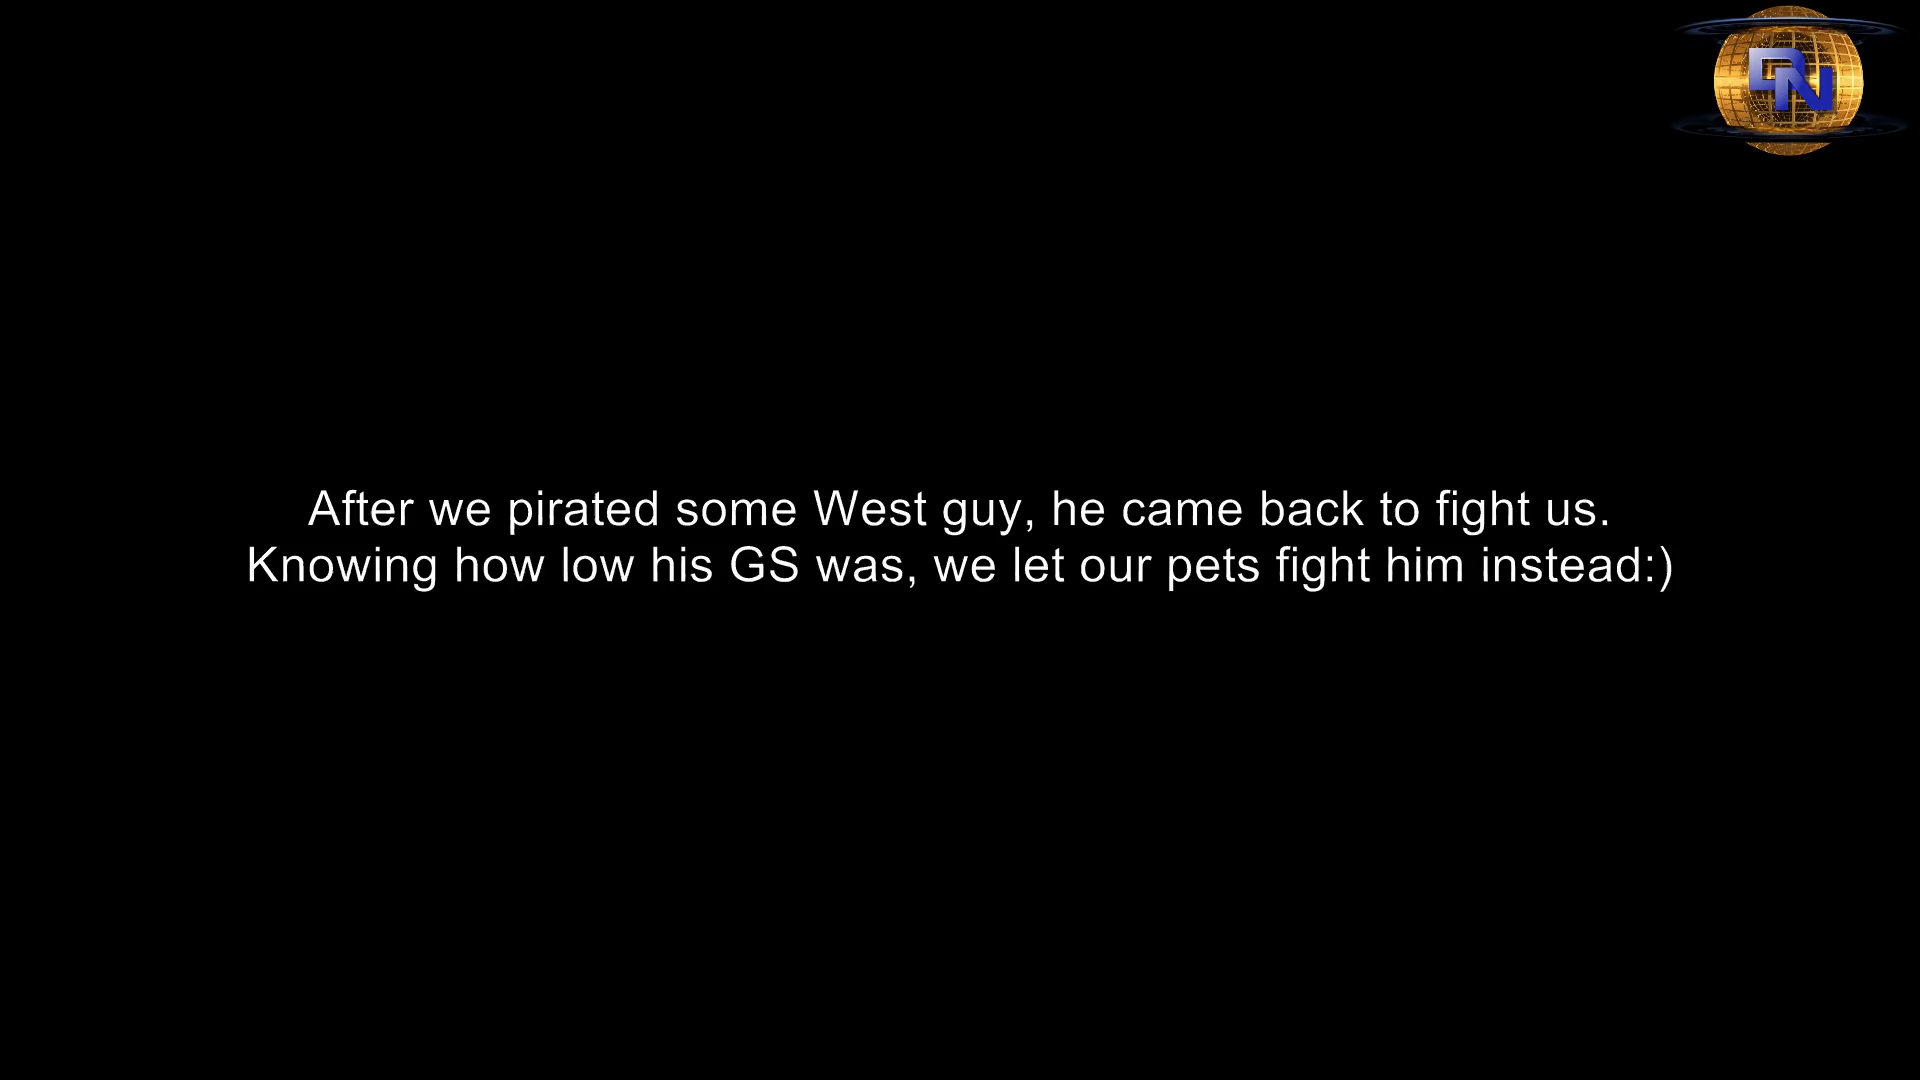 DN
After we pirated some West guy, he came back to fight us.
Knowing how low his GS was, we let our pets fight him instead:)